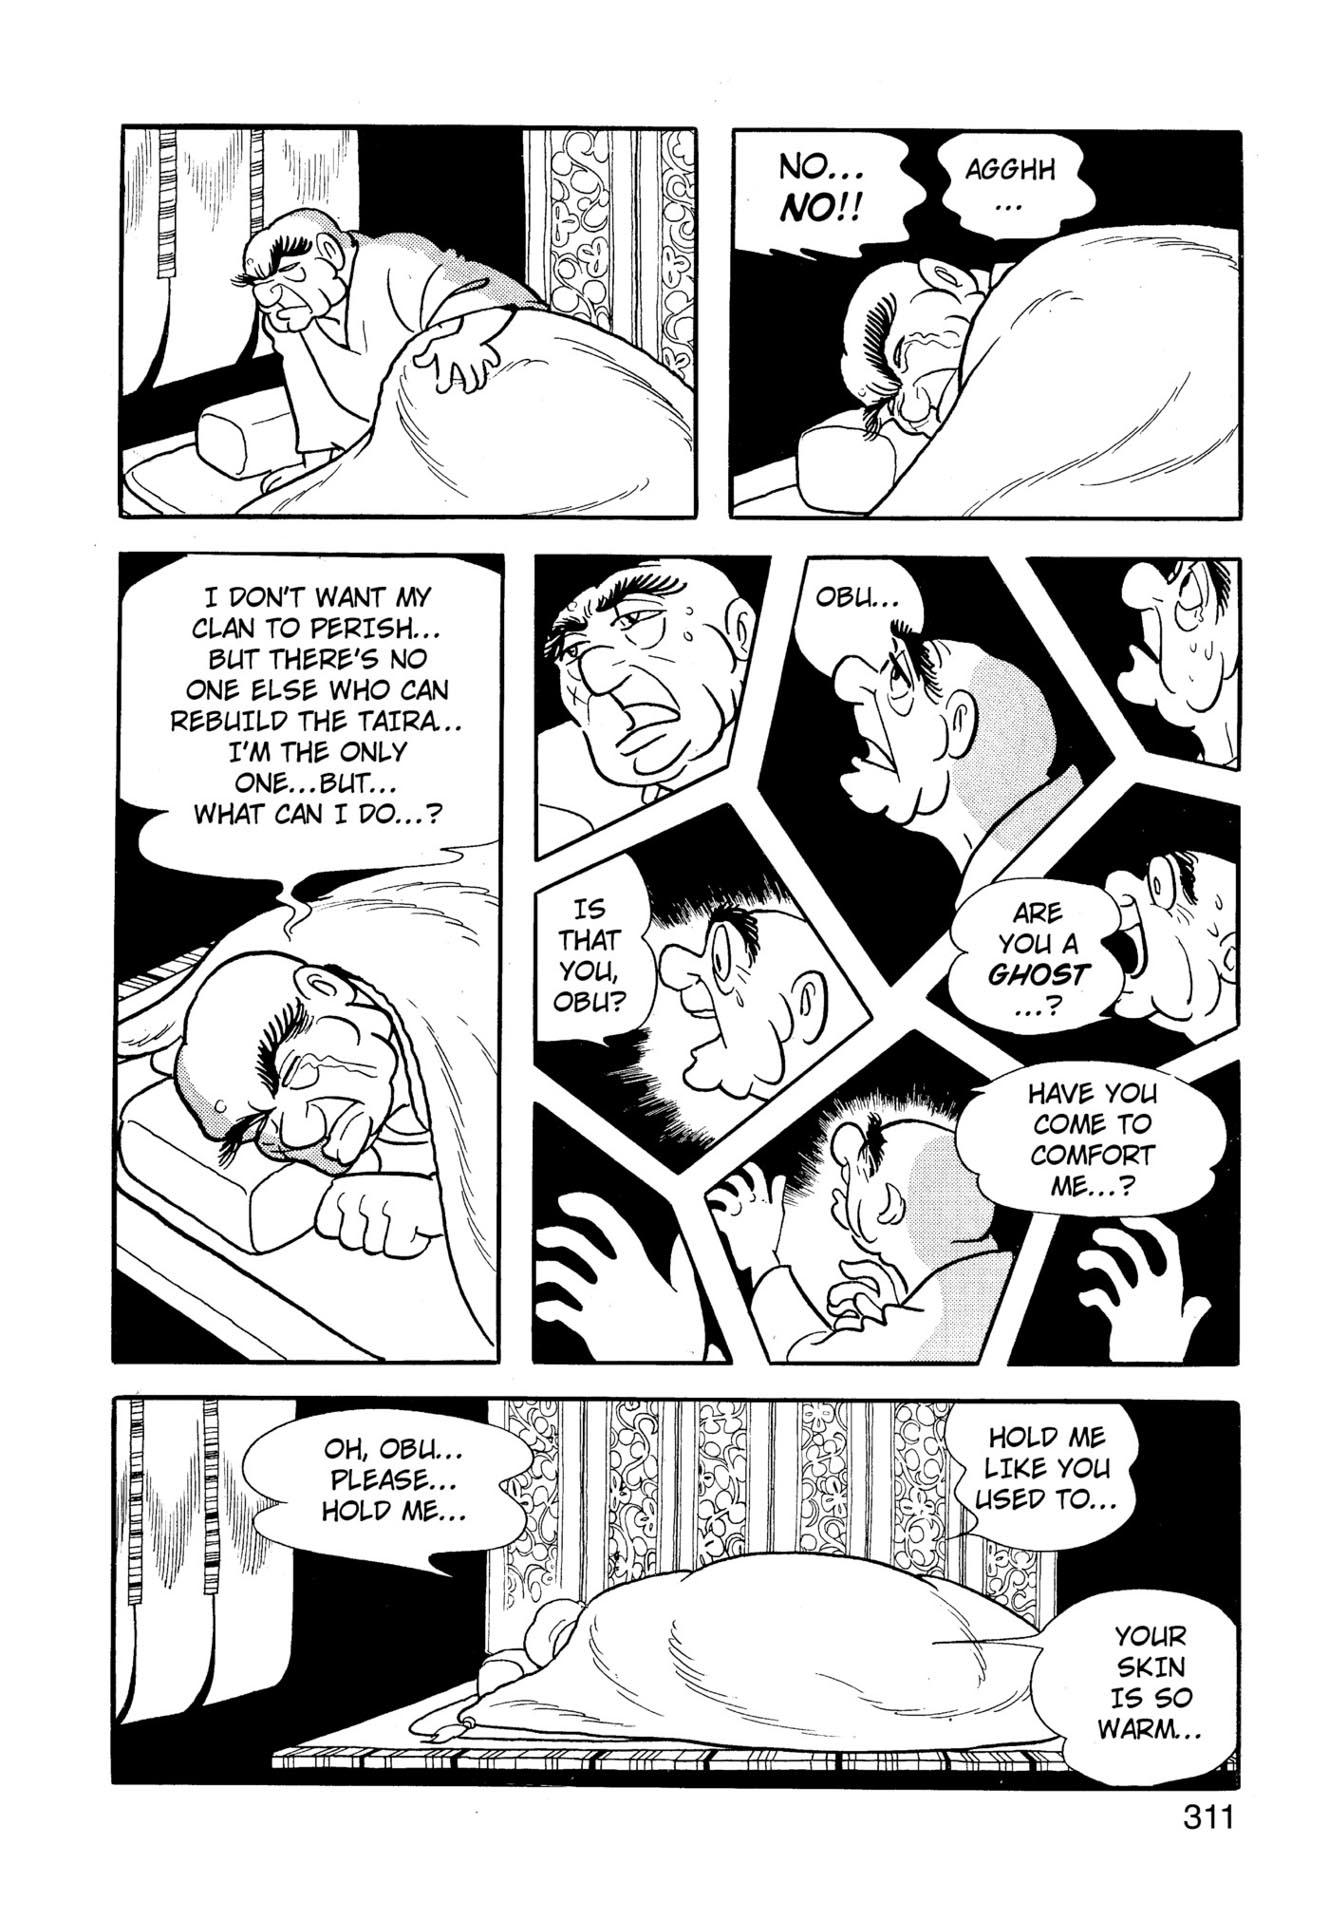 NO...
NO!!
AGGHH
...
I DON'T WANT MY
CLAN TO PERISH...
BUT THERE'S NO
ONE ELSE WHO CAN
REBUILD THE TAIRA...
I'M THE ONLY
ONE...BUT...
WHAT CAN I DO...?
OBU...
IS
THAT
YOU,
OBU?
ARE
YOU A
GHOST
...?
HAVE YOU
COME TO
COMFORT
ME...?
OH, OBU...
PLEASE...
HOLD ME...
HOLD ME
LIKE YOU
USED TO...
YOUR
SKIN
IS SO
WARM...
311